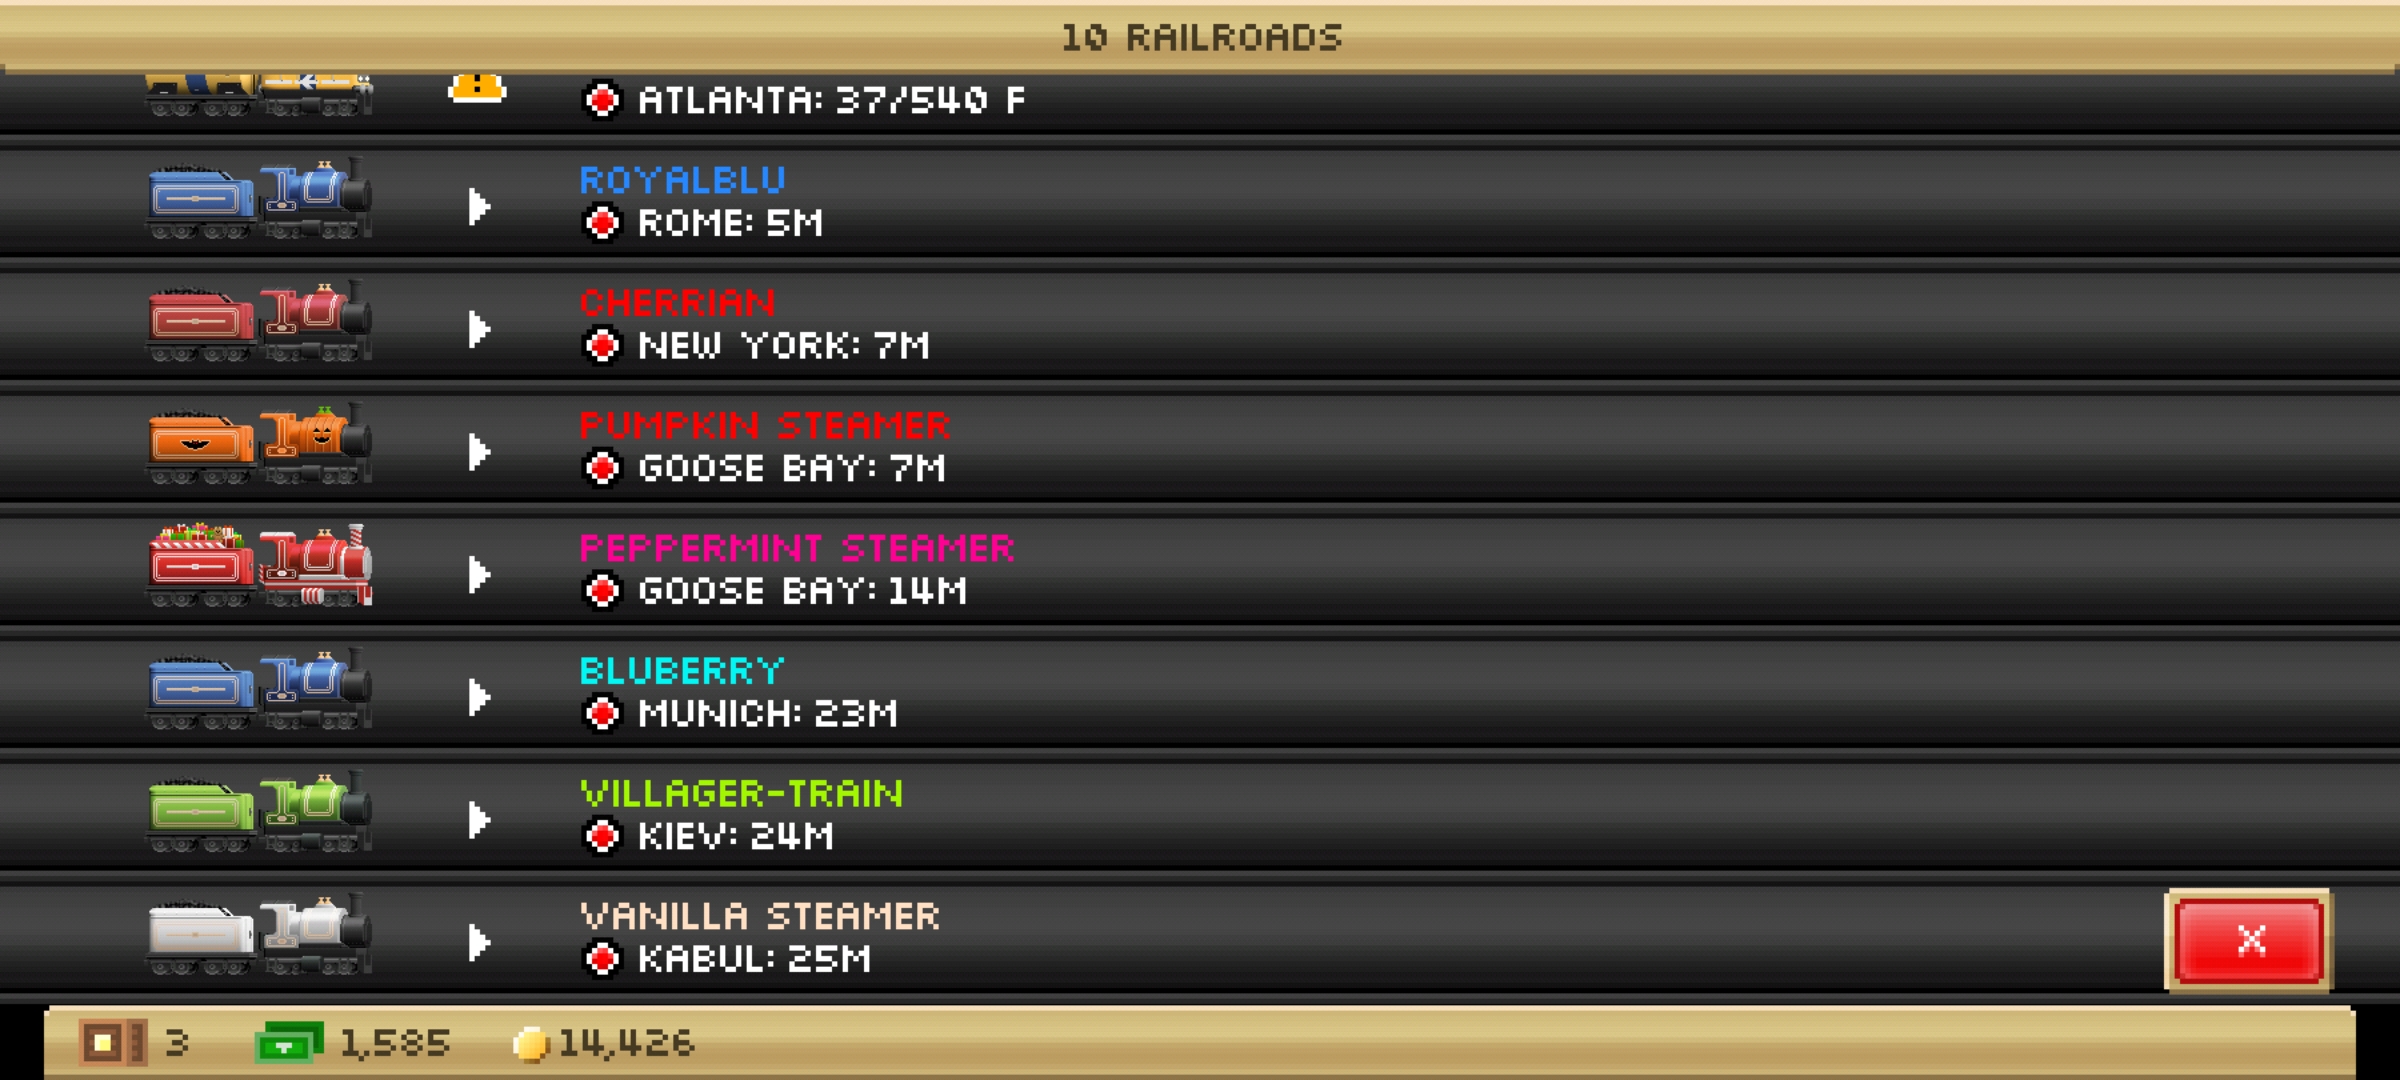 10 RAILROADS
ATLANTA: 37/540 F
ROYALBLU
ROME: 5M
CHERRIAN
NEW YORK: 7M
PUMPKIN STEAMER
GOOSE BAY: 7M
PEPPERMINT STEAMER
GOOSE BAY: 14M
BLUBERRY
MUNICH: 23M
VILLAGER-TRAIN
KIEV: 24M
VANILLA STEAMER
KABUL: 25M
X
3 1,585 14,426